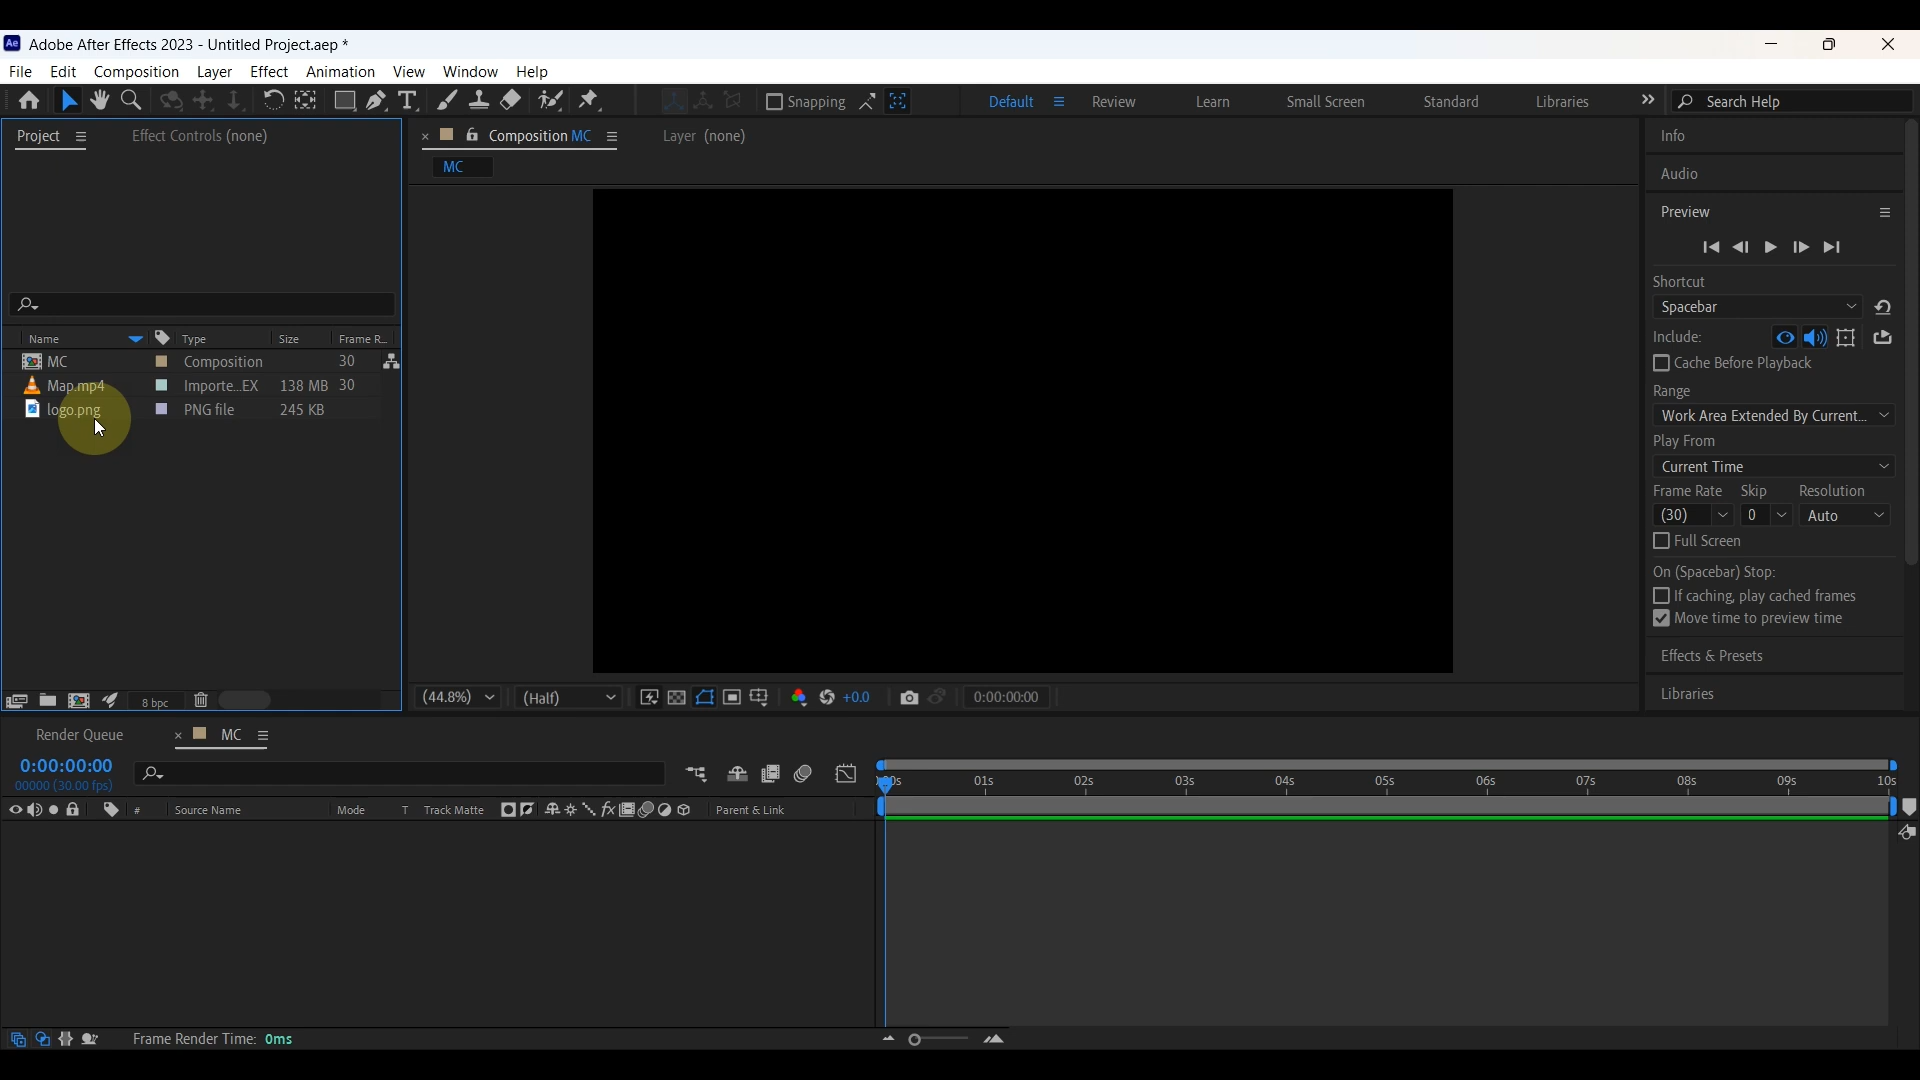 Ae Adobe After Effects 2023 - Untitled Project.aep *
File Edit Composition Layer Effect Animation View Window Help
Snapping Default Review Learn Small Screen Standard Libraries Search Help
Project Effect Controls (none)
Composition MC Layer (none)
MC
Name Type Size Frame R...
MC Composition 30
Map.mp4 Importe...EX 138 MB 30
logo.png PNG file 245 KB
8 bpc
(44.8%) (Half) +0.0 0:00:00:00
Info
Audio
Preview
Shortcut
Spacebar
Include:
Cache Before Playback
Range
Work Area Extended By Current...
Play From
Current Time
Frame Rate Skip Resolution
(30) 0 Auto
Full Screen
On (Spacebar) Stop:
If caching, play cached frames
Move time to preview time
Effects & Presets
Libraries
Render Queue MC
0:00:00:00
00000 (30.00 fps)
01s 02s 03s 04s 05s 06s 07s 08s 09s 10s
# Source Name Mode T Track Matte fx Parent & Link
Frame Render Time: 0ms